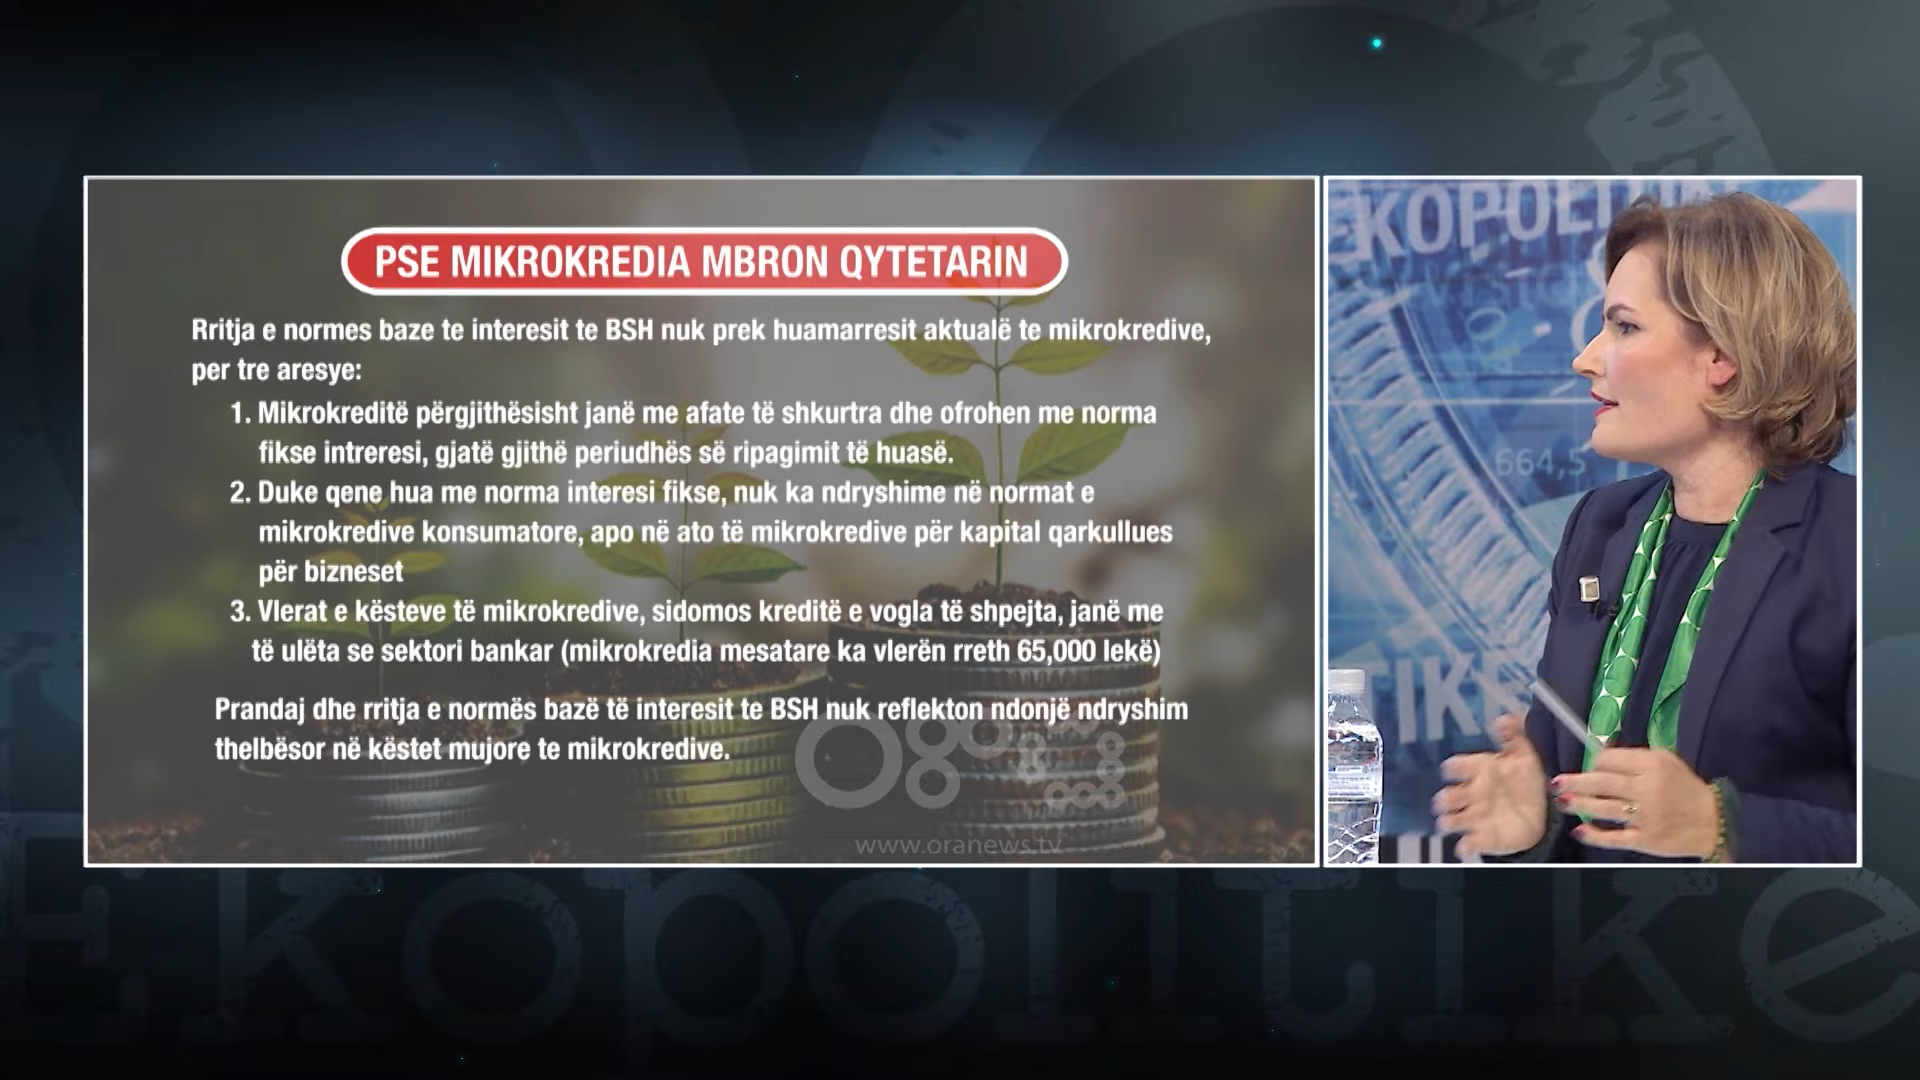 PSE MIKROKREDIA MBRON QYTETARIN
Rritja e normes baze te interesit te BSH nuk prek huamarresit aktualë te mikrokredive,
per tre aresye:
1. Mikrokreditë përgjithësisht janë me afate të shkurtra dhe ofrohen me norma
fikse intreresi, gjatë gjithë periudhës së ripagimit të huasë.
2. Duke qene hua me norma interesi fikse, nuk ka ndryshime në normat e
mikrokredive konsumatore, apo në ato të mikrokredive për kapital qarkullues
për bizneset
3. Vlerat e kësteve të mikrokredive, sidomos kreditë e vogla të shpejta, janë me
të ulëta se sektori bankar (mikrokredia mesatare ka vlerën rreth 65,000 lekë)
Prandaj dhe rritja e normës bazë të interesit te BSH nuk reflekton ndonjë ndryshim
thelbësor në këstet mujore te mikrokredive.
ora
www.oranews.tv
EKOPOLITIKE
664,5
TIKE
Ekopolitike